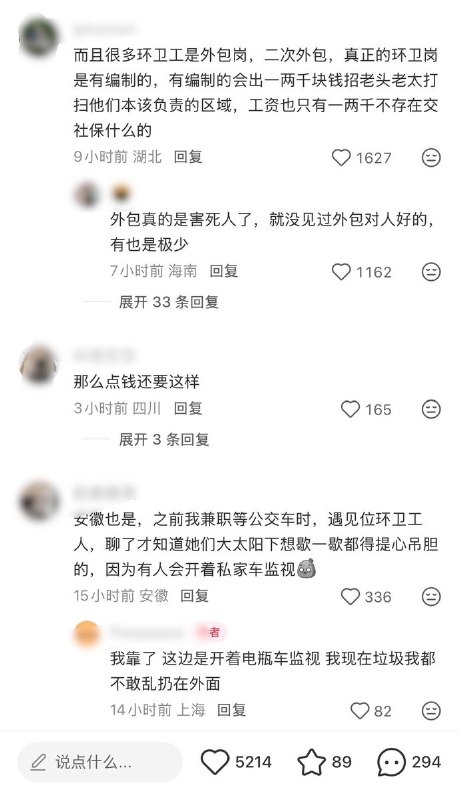 而且很多环卫工是外包岗，二次外包，真正的环卫岗
是有编制的，有编制的会出一两千块钱招老头老太打
扫他们本该负责的区域，工资也只有一两千不存在交
社保什么的
9小时前 湖北 回复 1627
外包真的是害死人了，就没见过外包对人好的，
有也是极少
7小时前 海南 回复 1162
展开 33 条回复
那么点钱还要这样
3小时前 四川 回复 165
展开 3 条回复
安徽也是，之前我兼职等公交车时，遇见位环卫工
人，聊了才知道她们大太阳下想歇一歇都得提心吊胆
的，因为有人会开着私家车监视
15小时前 安徽 回复 336
者
我靠了 这边是开着电瓶车监视 我现在垃圾我都
不敢乱扔在外面
14小时前 上海 回复 82
说点什么... 5214 89 294